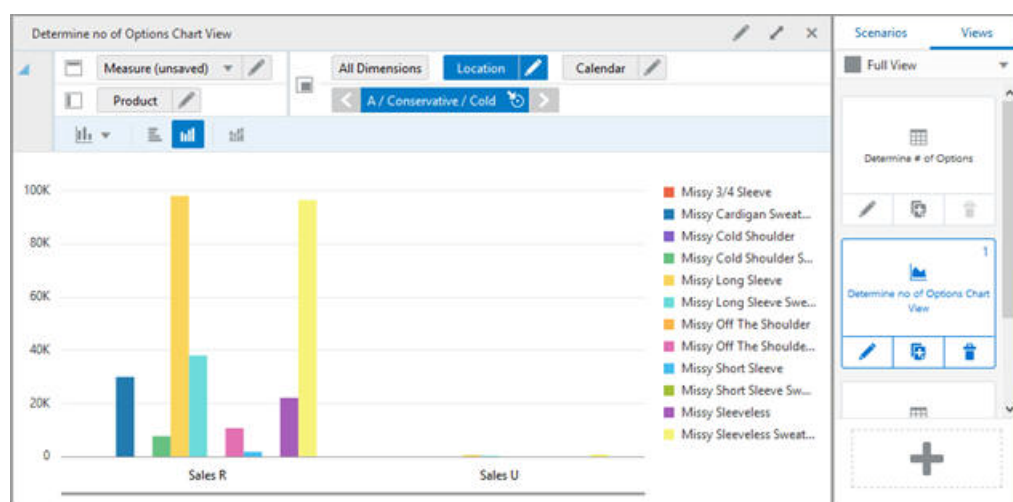 Determine no of Options Chart View
Measure (unsaved)
Product
All Dimensions
Location
Calendar
A / Conservative / Cold
100K
80K
60K
40K
20K
0
Sales R
Sales U
Missy 3/4 Sleeve
Missy Cardigan Sweat...
Missy Cold Shoulder
Missy Cold Shoulder S...
Missy Long Sleeve
Missy Long Sleeve Swe...
Missy Off The Shoulder
Missy Off The Shoulde...
Missy Short Sleeve
Missy Short Sleeve Sw...
Missy Sleeveless
Missy Sleeveless Sweat...
Scenarios
Views
Full View
Determine # of Options
1
Determine no of Options Chart
View